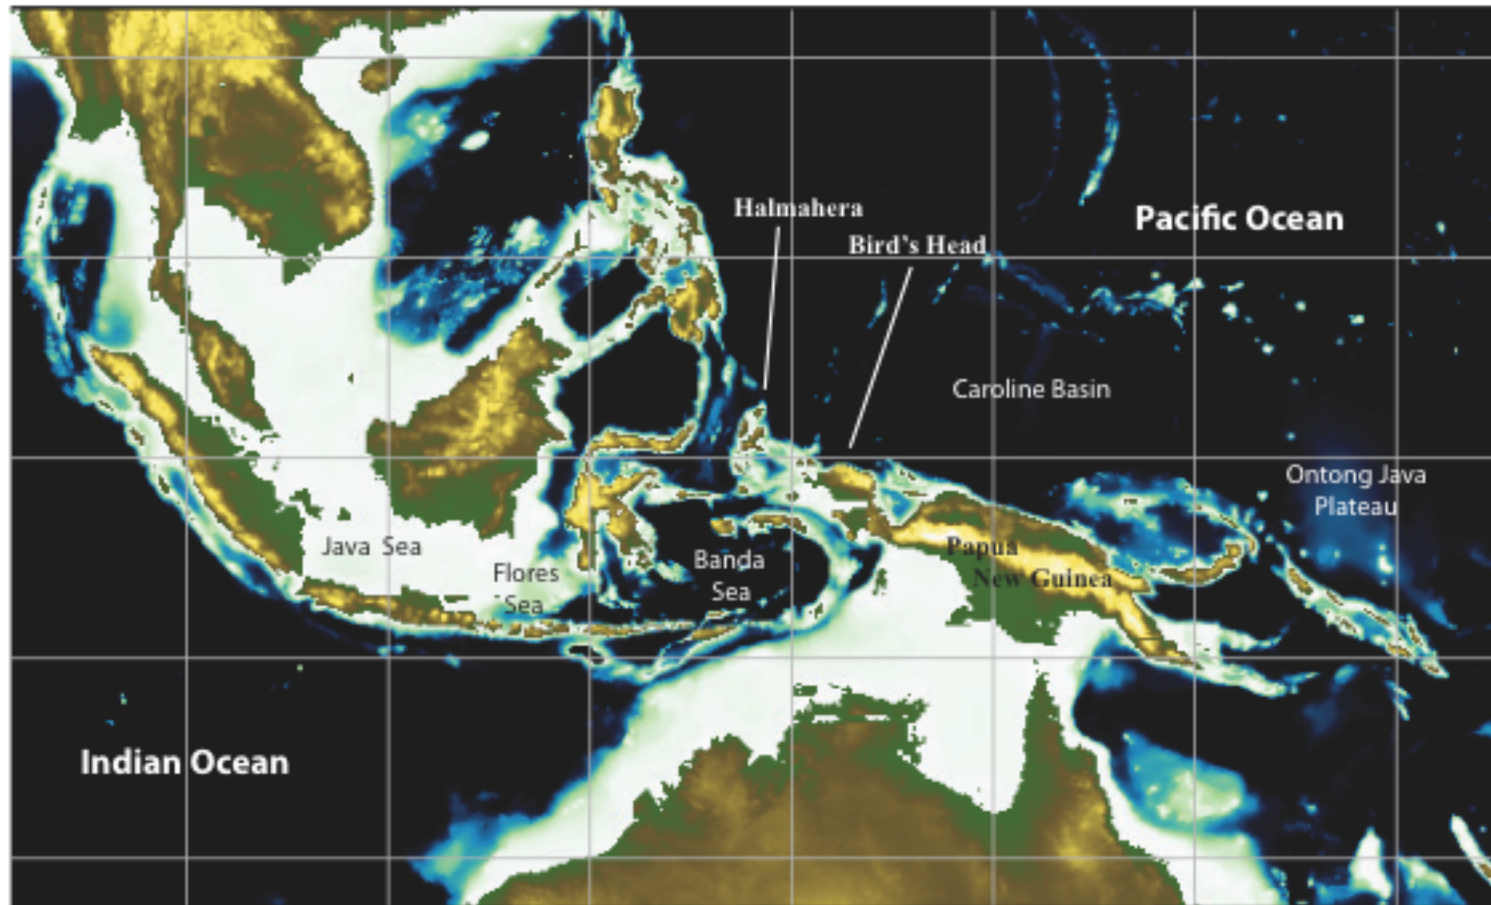 Halmahera
Pacific Ocean
Bird's Head
Caroline Basin
Ontong Java
Plateau
Java Sea
Papua
New Guinea
Flores
Sea
Banda
Sea
Indian Ocean